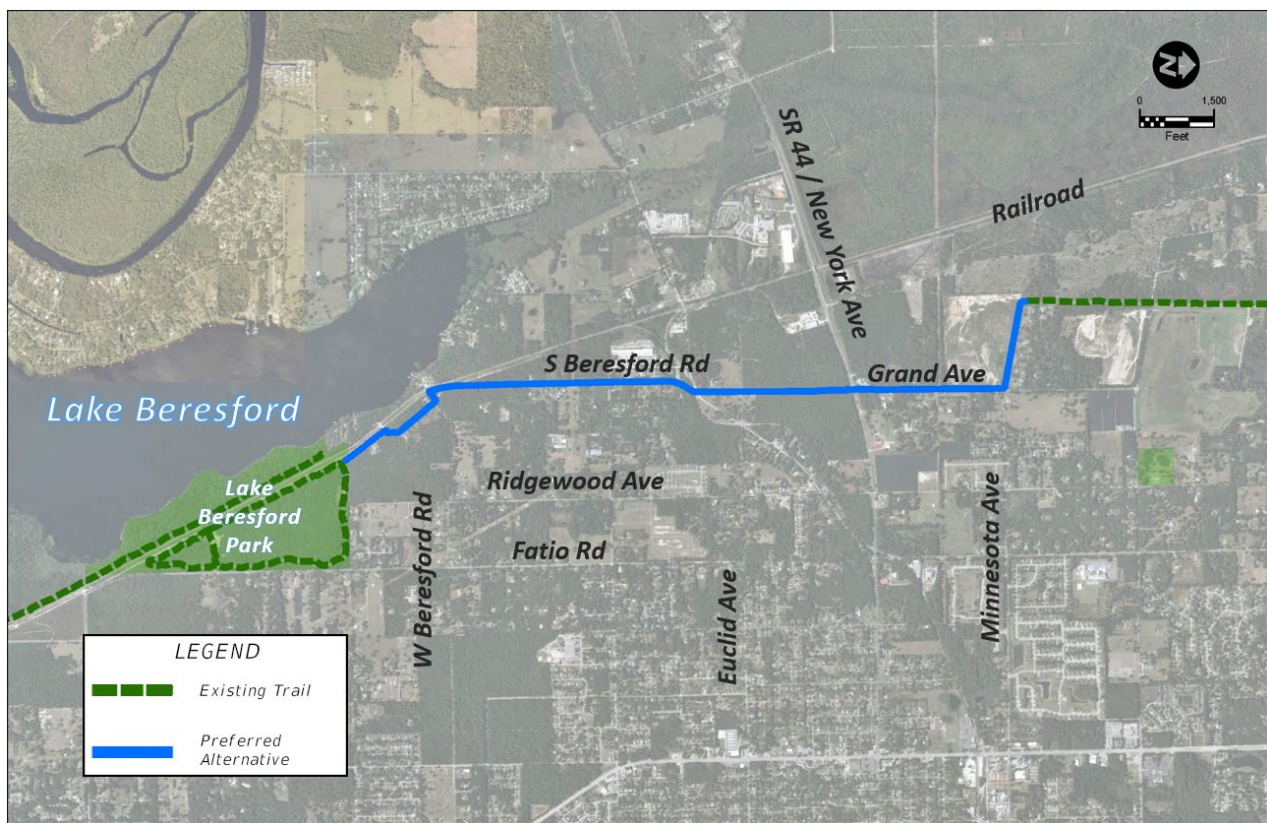 N
0 1,500
Feet
SR 44 / New York Ave
Railroad
S Beresford Rd
Grand Ave
Lake Beresford
Lake
Beresford
Park
Ridgewood Ave
W Beresford Rd
Fatio Rd
Euclid Ave
Minnesota Ave
LEGEND
Existing Trail
Preferred
Alternative